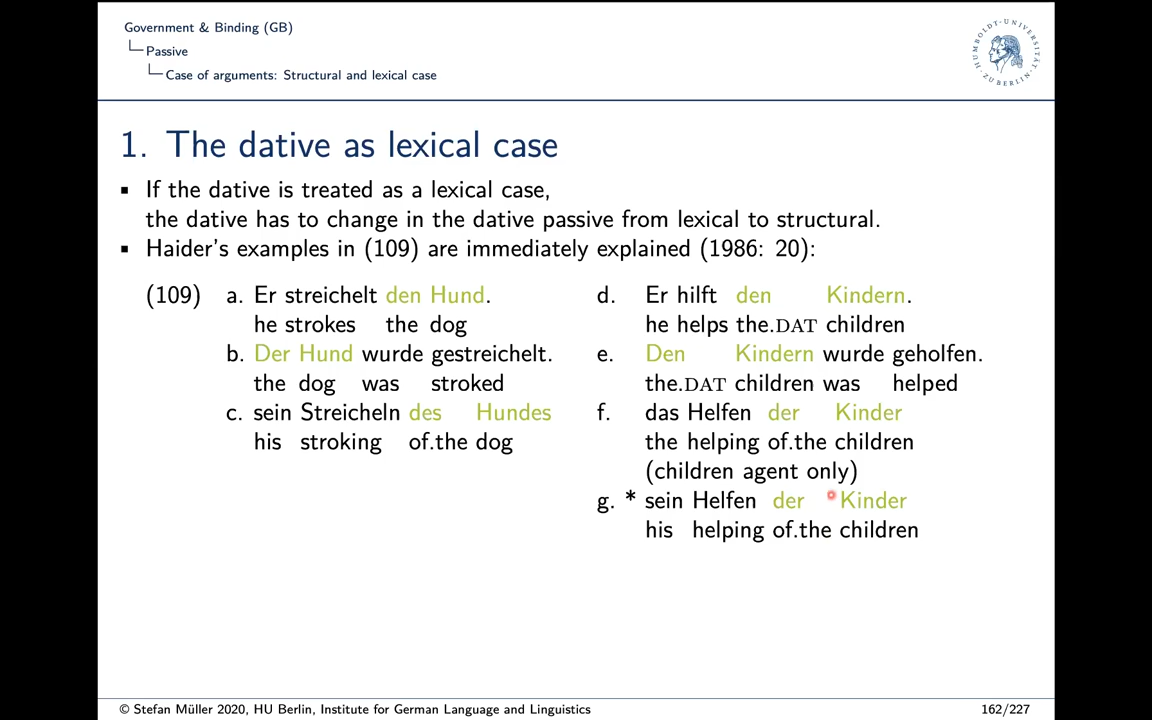 Government & Binding (GB)
Passive
Case of arguments: Structural and lexical case
HUMBOLDT-UNIVERSITÄT ZU BERLIN
1. The dative as lexical case
▪ If the dative is treated as a lexical case,
the dative has to change in the dative passive from lexical to structural.
▪ Haider's examples in (109) are immediately explained (1986: 20):
(109) a. Er streichelt den Hund.
he strokes the dog
b. Der Hund wurde gestreichelt.
the dog was stroked
c. sein Streicheln des Hundes
his stroking of.the dog
d. Er hilft den Kindern.
he helps the.DAT children
e. Den Kindern wurde geholfen.
the.DAT children was helped
f. das Helfen der Kinder
the helping of.the children
(children agent only)
g. * sein Helfen der Kinder
his helping of.the children
© Stefan Müller 2020, HU Berlin, Institute for German Language and Linguistics
162/227